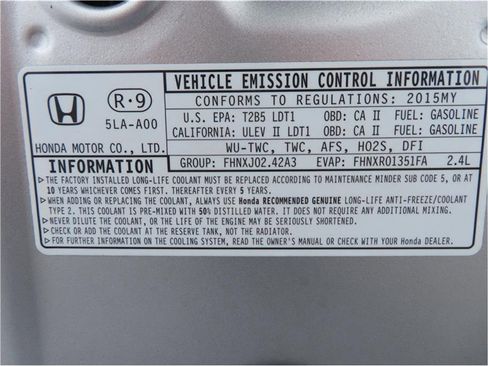 VEHICLE EMISSION CONTROL INFORMATION
R·9
5LA-A00
HONDA MOTOR CO., LTD.
CONFORMS TO REGULATIONS: 2015MY
U.S. EPA: T2B5 LDT1 OBD: CA II FUEL: GASOLINE
CALIFORNIA: ULEV II LDT1 OBD: CA II FUEL: GASOLINE
WU-TWC, TWC, AFS, HO2S, DFI
GROUP: FHNXJ02.42A3 EVAP: FHNXR01351FA 2.4L
INFORMATION
▷THE FACTORY INSTALLED LONG-LIFE COOLANT MUST BE REPLACED ACCORDING TO MAINTENANCE MINDER SUB CODE 5, OR AT
10 YEARS WHICHEVER COMES FIRST. THEREAFTER EVERY 5 YEARS.
▷WHEN ADDING OR REPLACING THE COOLANT, ALWAYS USE Honda RECOMMENDED GENUINE LONG-LIFE ANTI-FREEZE/COOLANT
TYPE 2. THIS COOLANT IS PRE-MIXED WITH 50% DISTILLED WATER. IT DOES NOT REQUIRE ANY ADDITIONAL MIXING.
▷NEVER DILUTE THE COOLANT, OR THE LIFE OF THE ENGINE MAY BE SERIOUSLY SHORTENED.
▷CHECK OR ADD THE COOLANT AT THE RESERVE TANK, NOT THE RADIATOR.
▷FOR FURTHER INFORMATION ON THE COOLING SYSTEM, READ THE OWNER'S MANUAL OR CHECK WITH YOUR Honda DEALER.